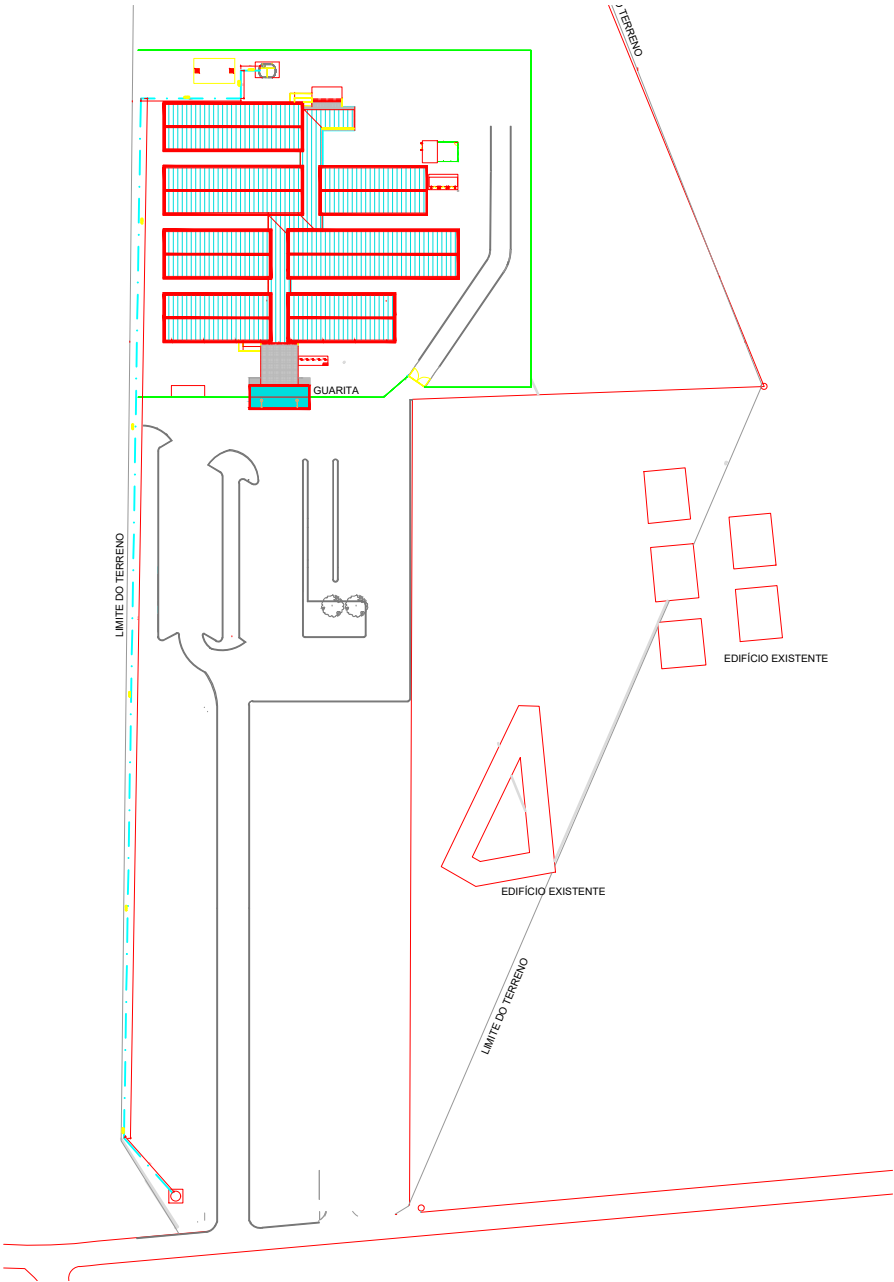 O TERRENO
GUARITA
LIMITE DO TERRENO
EDIFÍCIO EXISTENTE
EDIFÍCIO EXISTENTE
LIMITE DO TERRENO